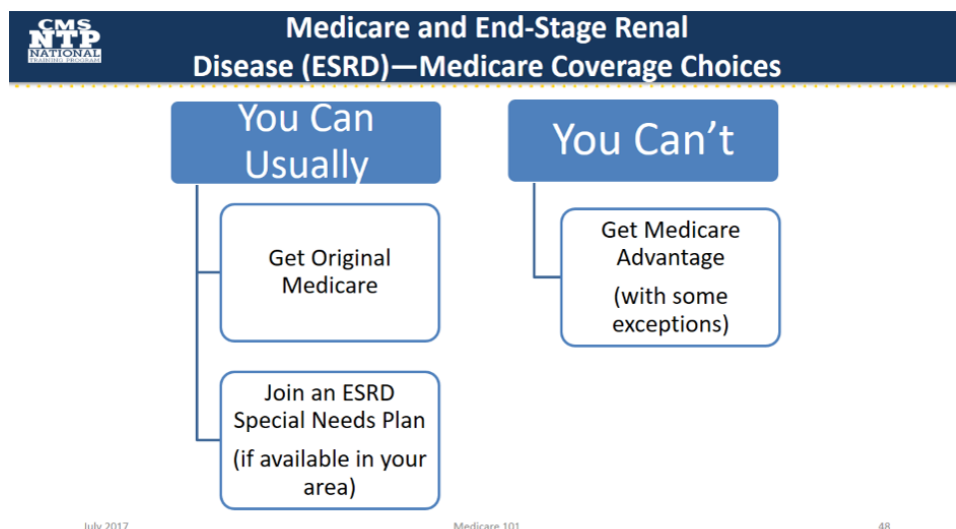 CMS
NTP
NATIONAL
TRAINING PROGRAM
Medicare and End-Stage Renal
Disease (ESRD)—Medicare Coverage Choices
You Can
Usually
Get Original
Medicare
Join an ESRD
Special Needs Plan
(if available in your
area)
You Can’t
Get Medicare
Advantage
(with some
exceptions)
July 2017
Medicare 101
48